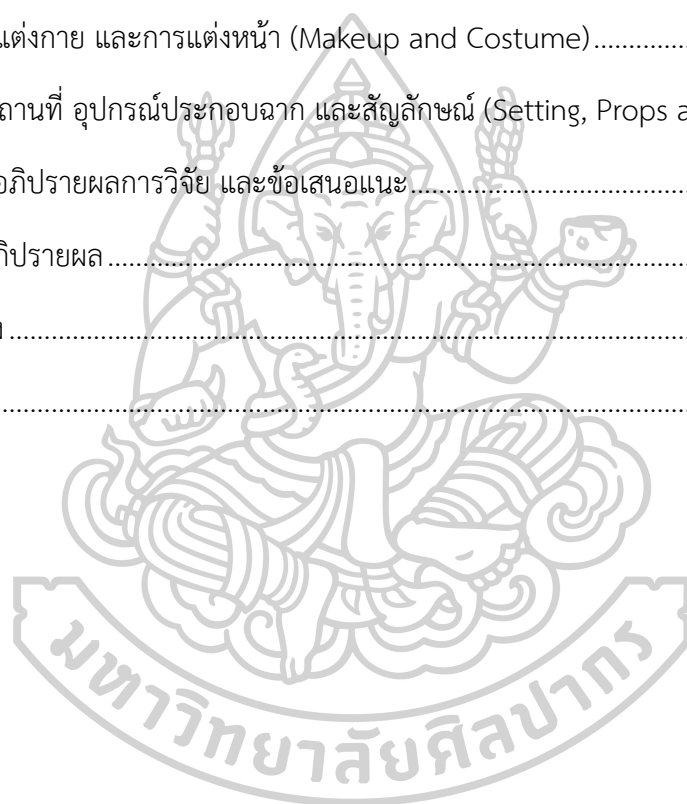 แต่งกาย และการแต่งหน้า (Makeup and Costume)
ถานที่ อุปกรณ์ประกอบฉาก และสัญลักษณ์ (Setting, Props a
อภิปรายผลการวิจัย และข้อเสนอแนะ
ภิปรายผล
มหาวิทยาลัยศิลปากร